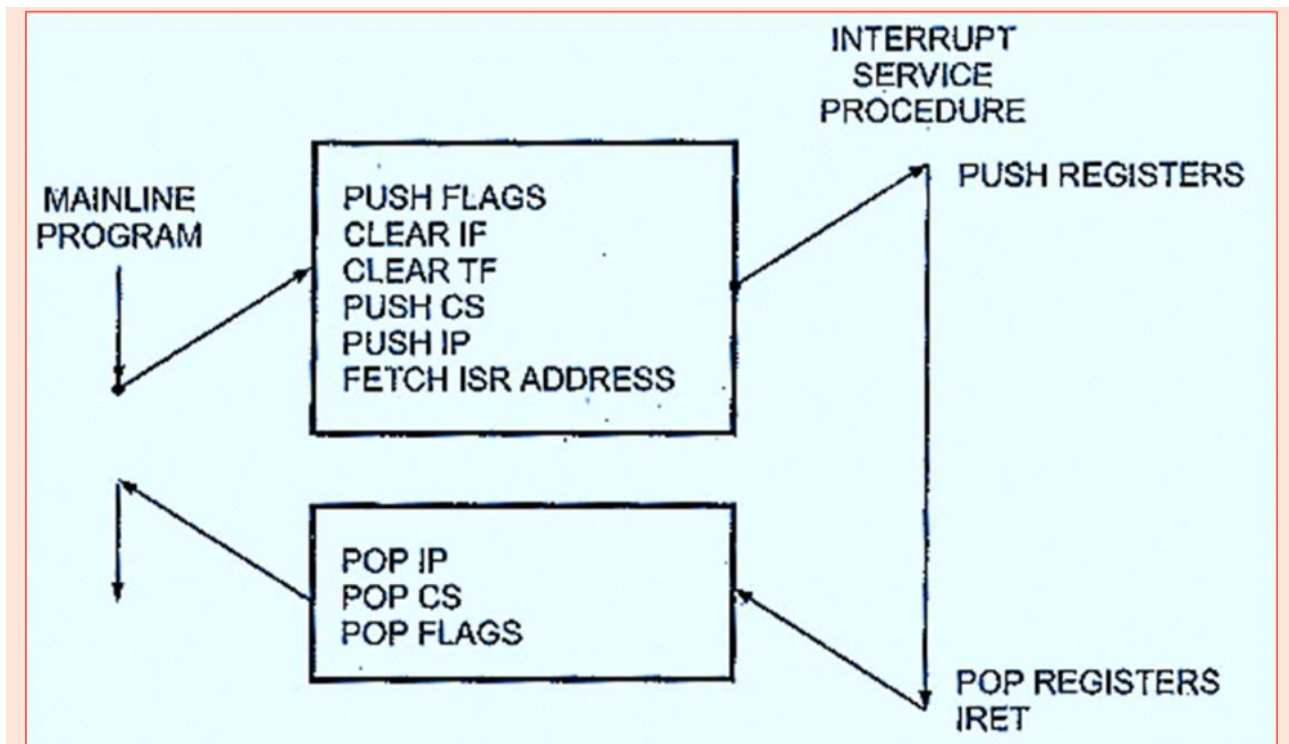 MAINLINE
PROGRAM
PUSH FLAGS
CLEAR IF
CLEAR TF
PUSH CS
PUSH IP
FETCH ISR ADDRESS
INTERRUPT
SERVICE
PROCEDURE
PUSH REGISTERS
POP IP
POP CS
POP FLAGS
POP REGISTERS
IRET